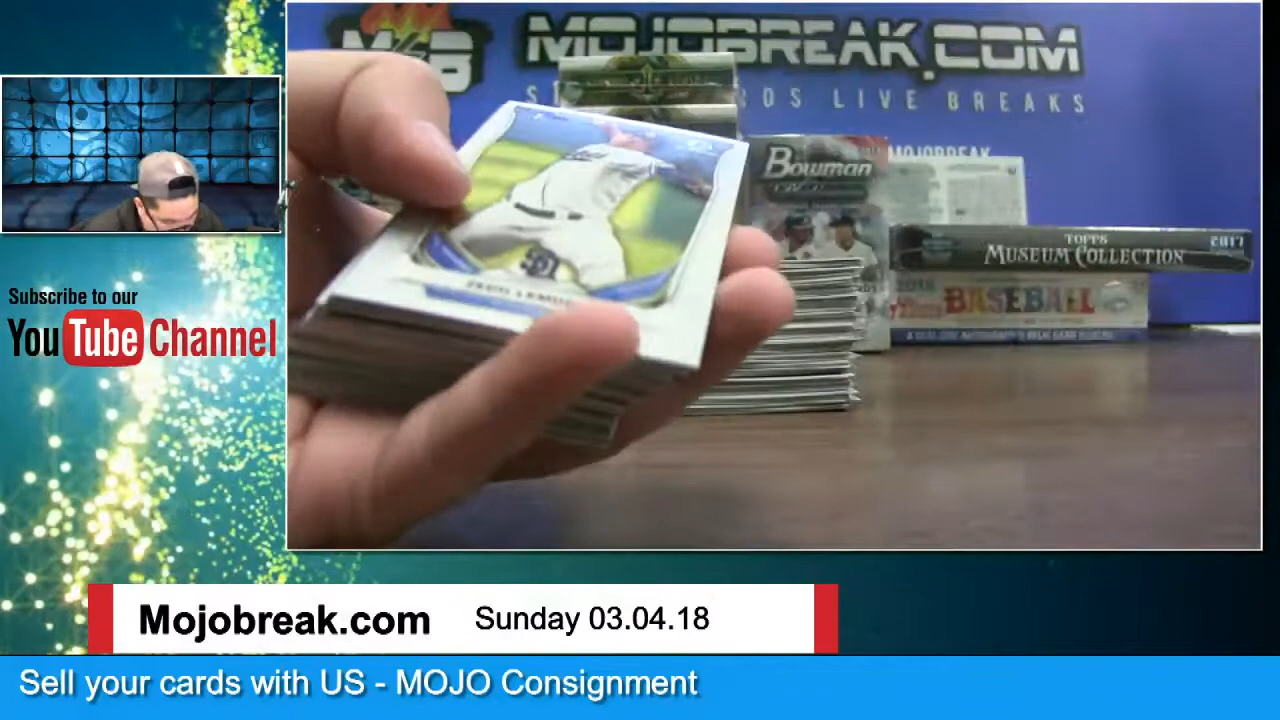 MOJOBREAK.COM
LIVE BREAKS
Bowman
MOJOBREAK
TOPPS
MUSEUM COLLECTION
BASEBALL
Subscribe to our
YouTube Channel
Mojobreak.com
Sunday 03.04.18
Sell your cards with US - MOJO Consignment